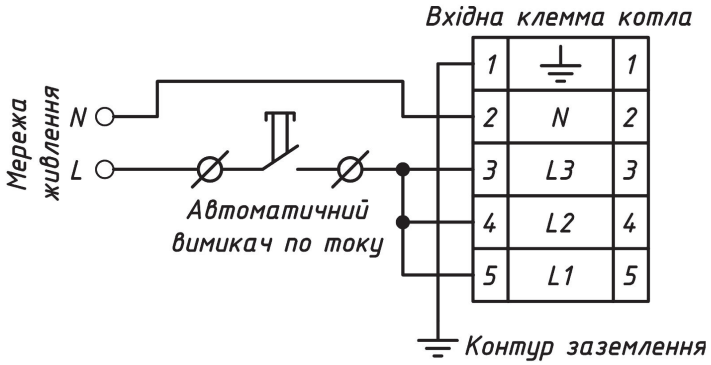 Вхідна клемма котла
1 1
2 N 2
3 L3 3
4 L2 4
5 L1 5
Мережа
живлення
N
L
Автоматичний
вимикач по току
Контур заземлення